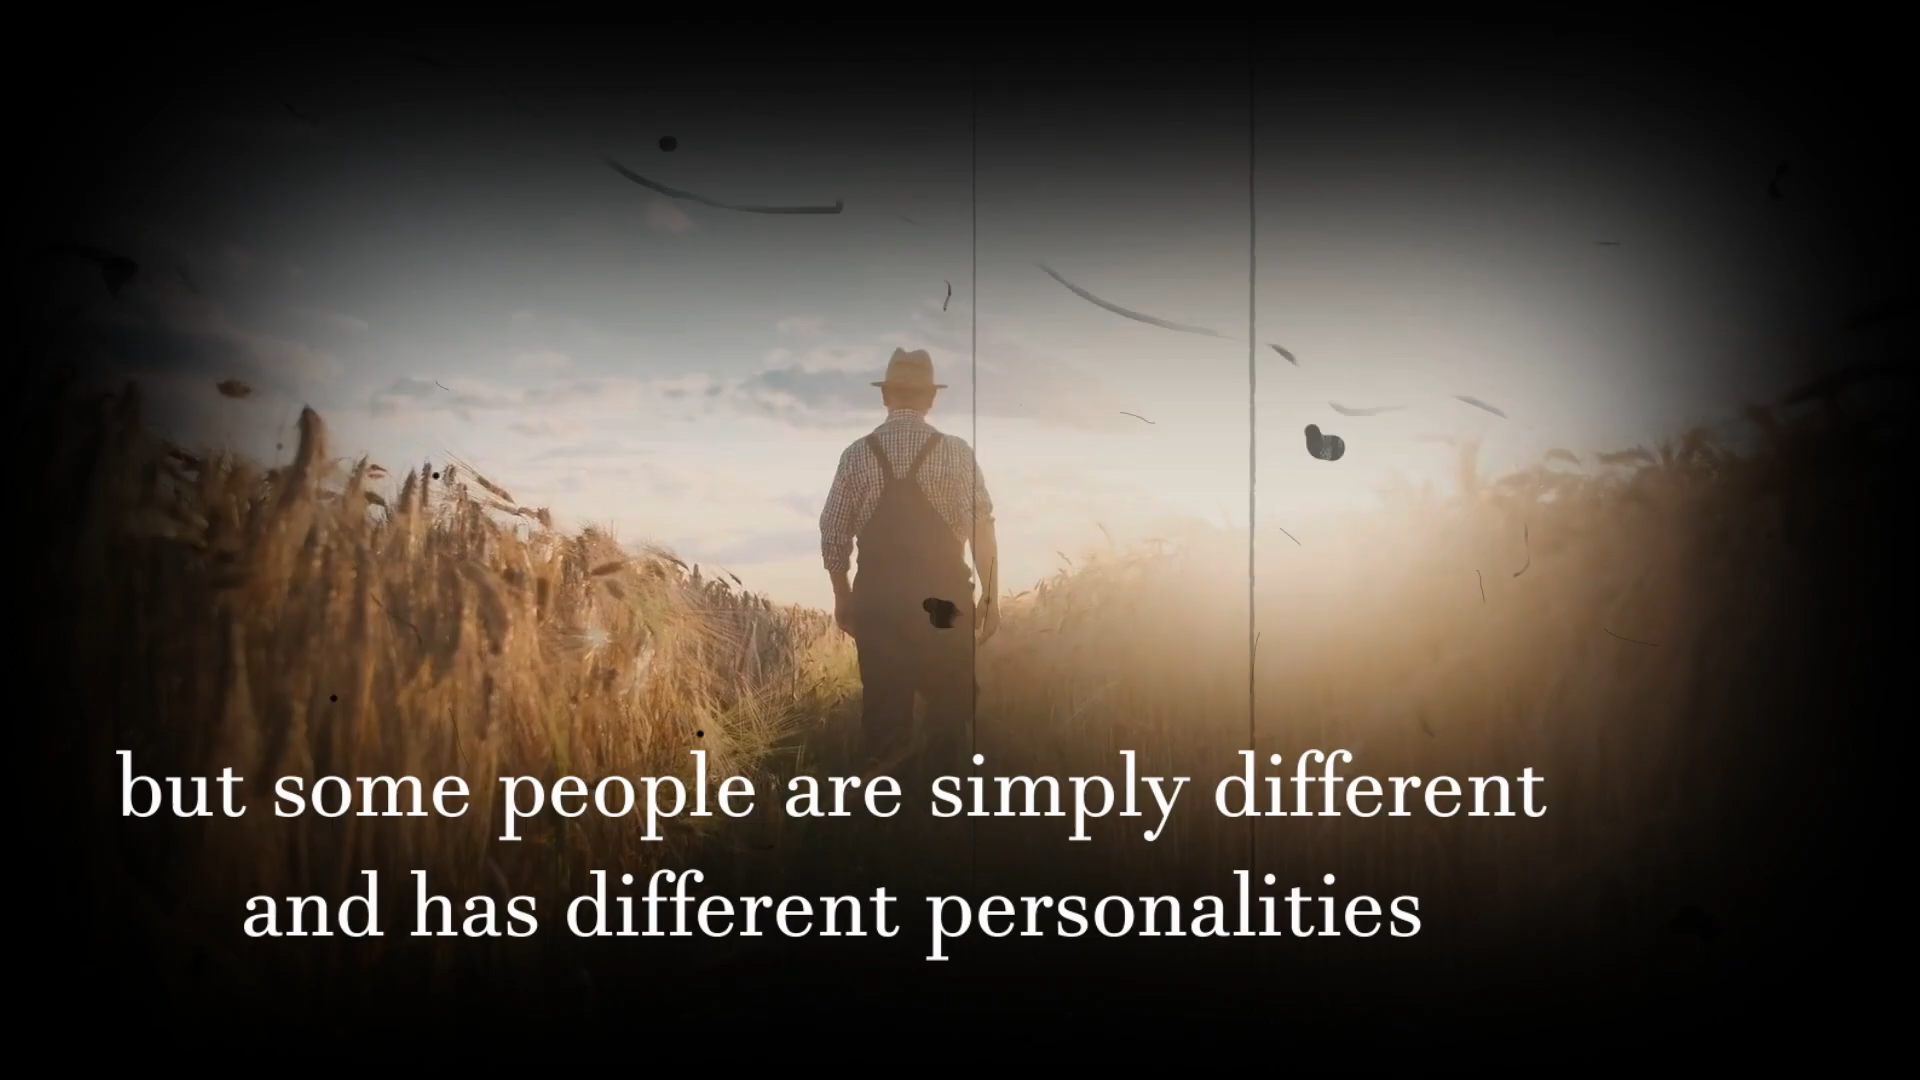 but some people are simply different
and has different personalities